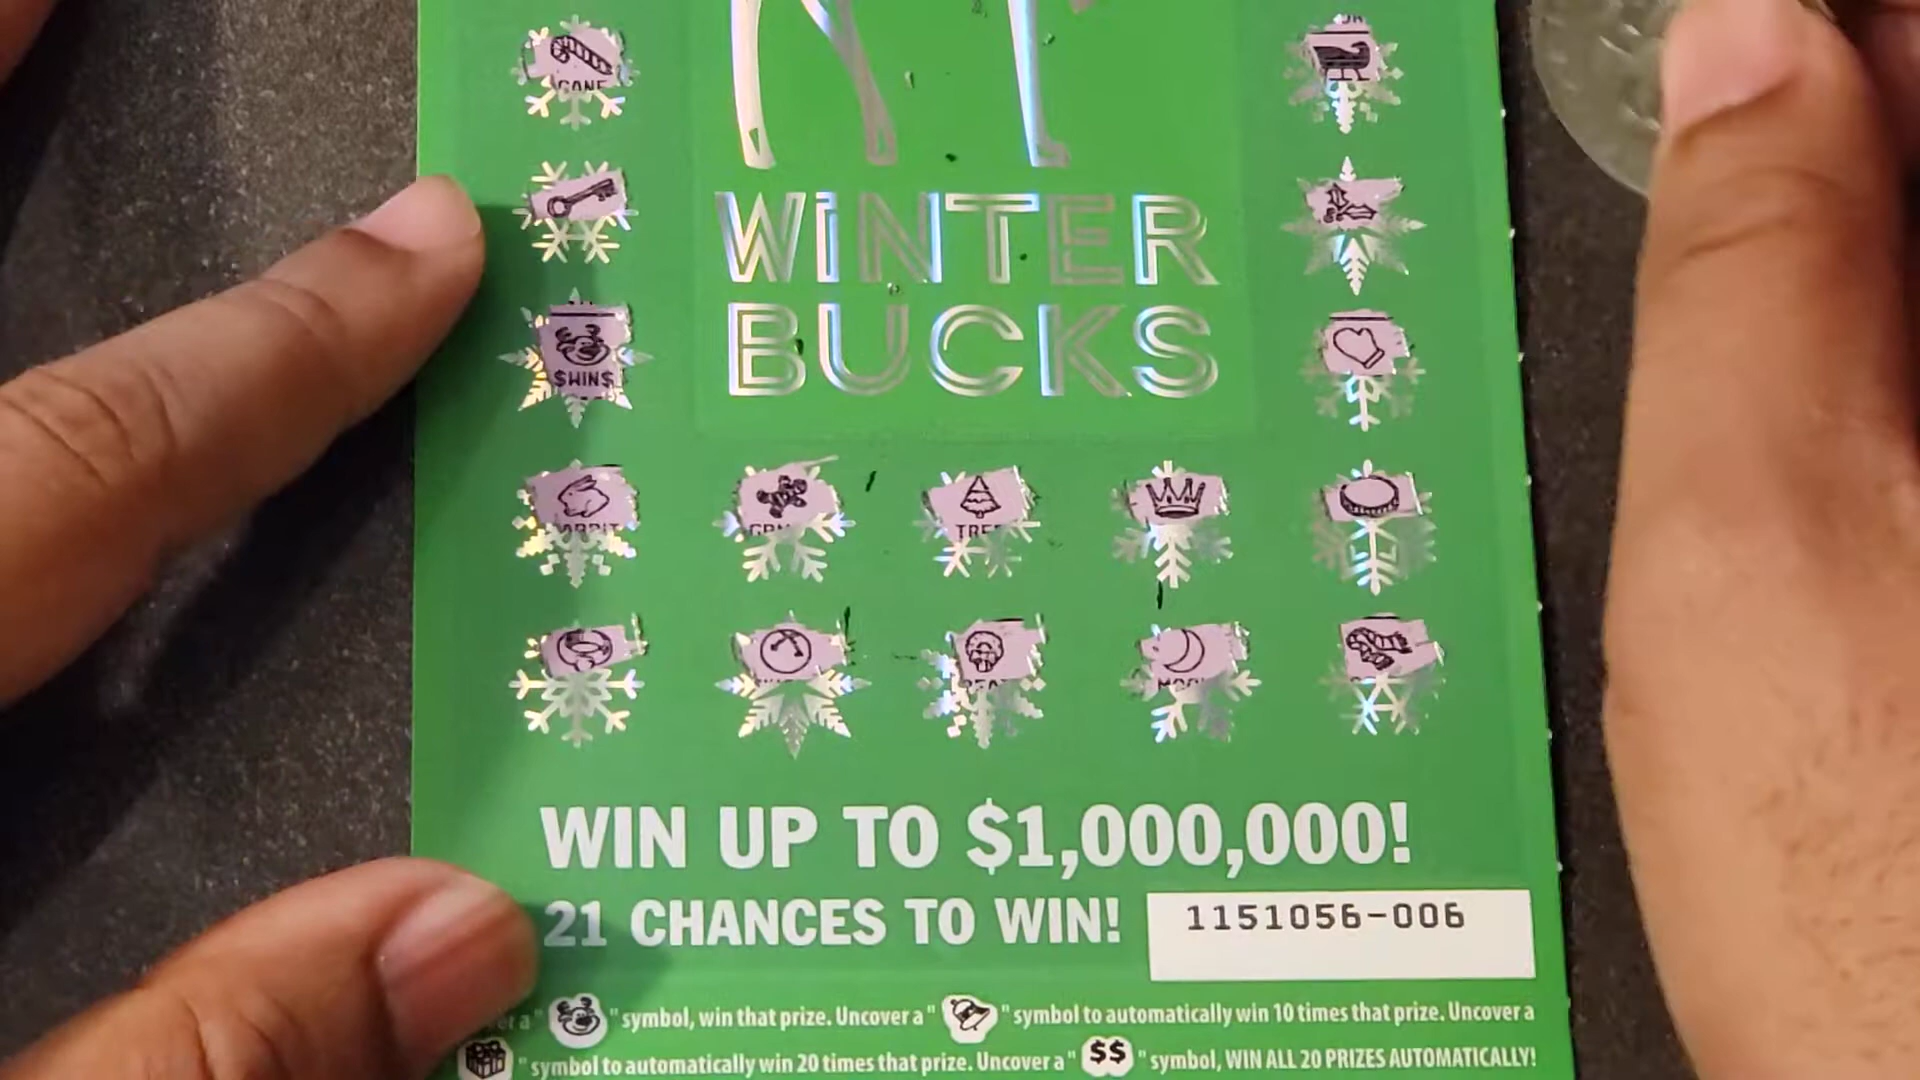 WINTER
BUCKS
$WIN$
WIN UP TO $1,000,000!
21 CHANCES TO WIN!
1151056-006
" symbol, win that prize. Uncover a " " symbol to automatically win 10 times that prize. Uncover a
" symbol to automatically win 20 times that prize. Uncover a " $$ " symbol, WIN ALL 20 PRIZES AUTOMATICALLY!